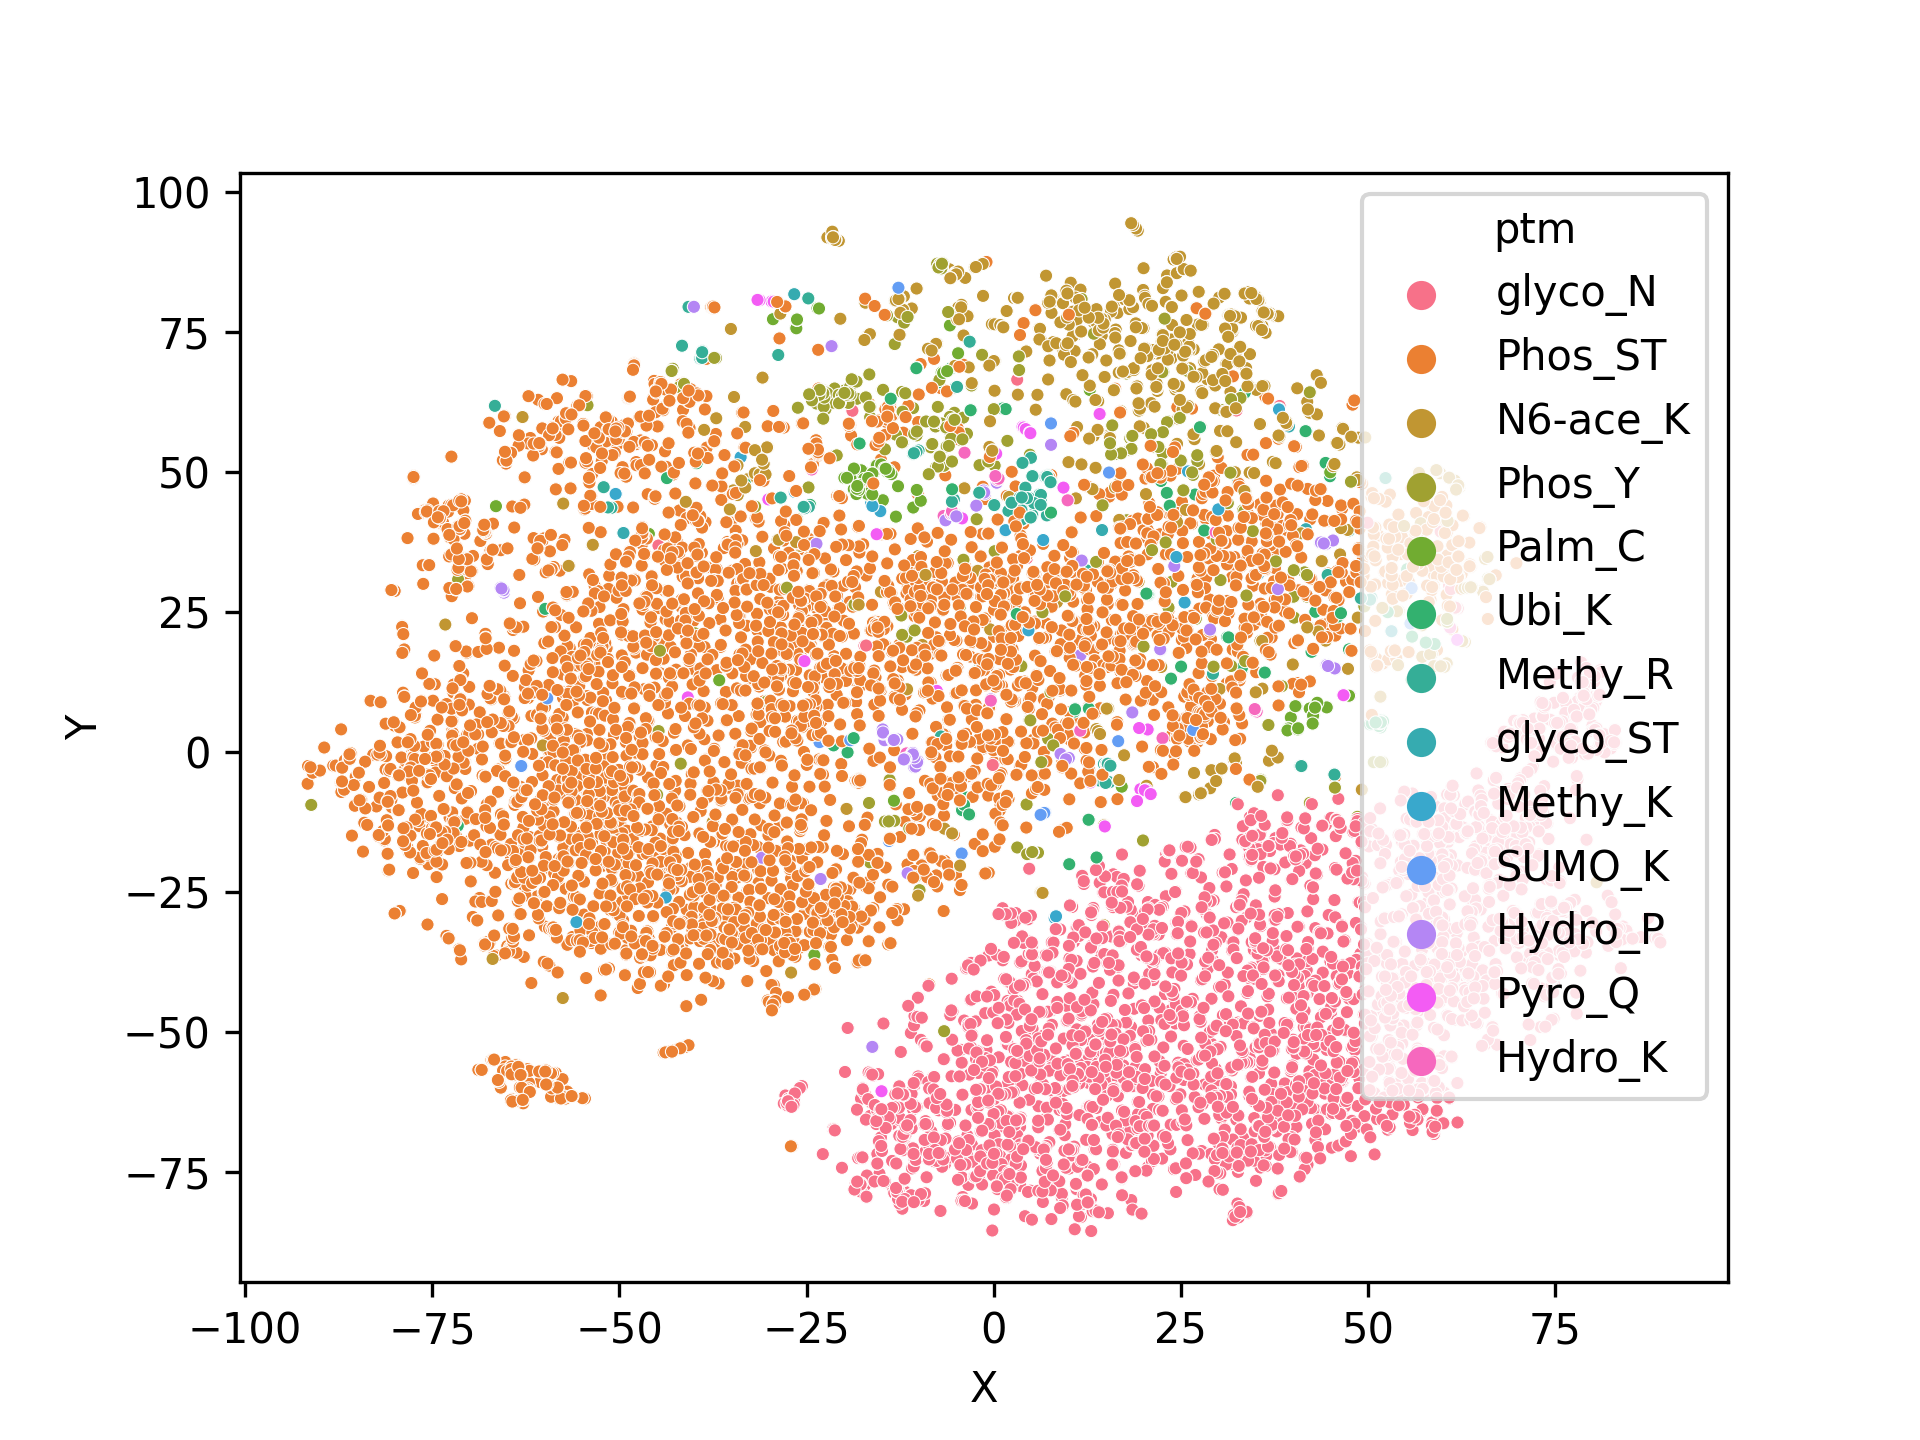 100
75
50
25
0
−25
−50
−75
Y
−100
−75
−50
−25
0
25
50
75
X
ptm
glyco_N
Phos_ST
N6-ace_K
Phos_Y
Palm_C
Ubi_K
Methy_R
glyco_ST
Methy_K
SUMO_K
Hydro_P
Pyro_Q
Hydro_K